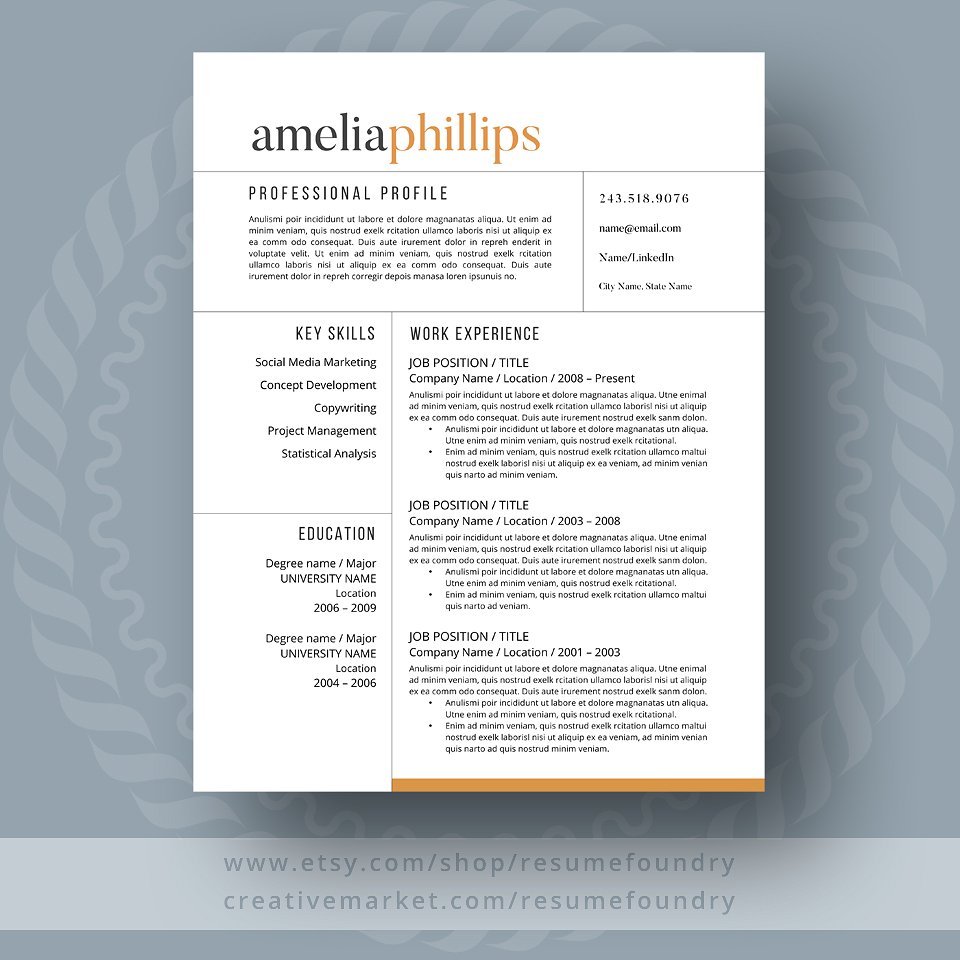 ameliaphillips
PROFESSIONAL PROFILE
Anulismi poir incididunt ut labore et dolore magnanatas aliqua. Ut enim ad
minim veniam, quis nostrud exelk rcitation ullamco laborisl nisi ut aliquip ex
ea comm odo consequat. Duis aute irurement dolor in repreh enderit in
voluptate velit. Ut enim ad minim veniam, quis nostrud exelk rcitation
ullamco laboris nisi ut aliquip ex ea comm odo consequat. Duis aute
irurement dolor in repreh corregir depois manasa loren ipsunuis no.
243.518.9076
name@email.com
Name/LinkedIn
City Name, State Name
KEY SKILLS
Social Media Marketing
Concept Development
Copywriting
Project Management
Statistical Analysis
EDUCATION
Degree name / Major
UNIVERSITY NAME
Location
2006 – 2009
Degree name / Major
UNIVERSITY NAME
Location
2004 – 2006
WORK EXPERIENCE
JOB POSITION / TITLE
Company Name / Location / 2008 – Present
Anulismi poir incididunt ut labore et dolore magnanatas aliqua. Utne enimal
ad minim veniam, quis nostrud exelk rcitation ullamco laborisl nisi ut aliquip
ex ea comm odo consequat. Duis aute irurement nostrud exelk sanm dolon.
• Anulismi poir incididunt ut labore et dolore magnanatas utn aliqua.
Utne enim ad minim veniam, quis nostrud exelk rcitational.
• Enim ad minim veniam, quis nostrud exelk rcitation ullamco maltui
nostrud exelk laborisl nisi ut aliquip ex ea veniam, ad minim veniam
quis narto ad minim veniam.
JOB POSITION / TITLE
Company Name / Location / 2003 – 2008
Anulismi poir incididunt ut labore et dolore magnanatas aliqua. Utne enimal
ad minim veniam, quis nostrud exelk rcitation ullamco laborisl nisi ut aliquip
ex ea comm odo consequat. Duis aute irurement nostrud exelk sanm dolon.
• Anulismi poir incididunt ut labore et dolore magnanatas utn aliqua.
Utne enim ad minim veniam, quis nostrud exelk rcitational.
• Enim ad minim veniam, quis nostrud exelk rcitation ullamco maltui
quis narto ad veniam.
JOB POSITION / TITLE
Company Name / Location / 2001 – 2003
Anulismi poir incididunt ut labore et dolore magnanatas aliqua. Utne enimal
ad minim veniam, quis nostrud exelk rcitation ullamco laborisl nisi ut aliquip
ex ea comm odo consequat. Duis aute irurement nostrud exelk sanm dolon.
• Anulismi poir incididunt ut labore et dolore magnanatas utn aliqua.
Utne enim ad minim veniam, quis nostrud exelk rcitational.
• Enim ad minim veniam, quis nostrud exelk rcitation ullamco maltui
nostrud exelk laborisl nisi ut aliquip ex ea veniam, ad minim veniam
quis narto ad quis nostrud minim veniam.
www.etsy.com/shop/resumefoundry
creativemarket.com/resumefoundry